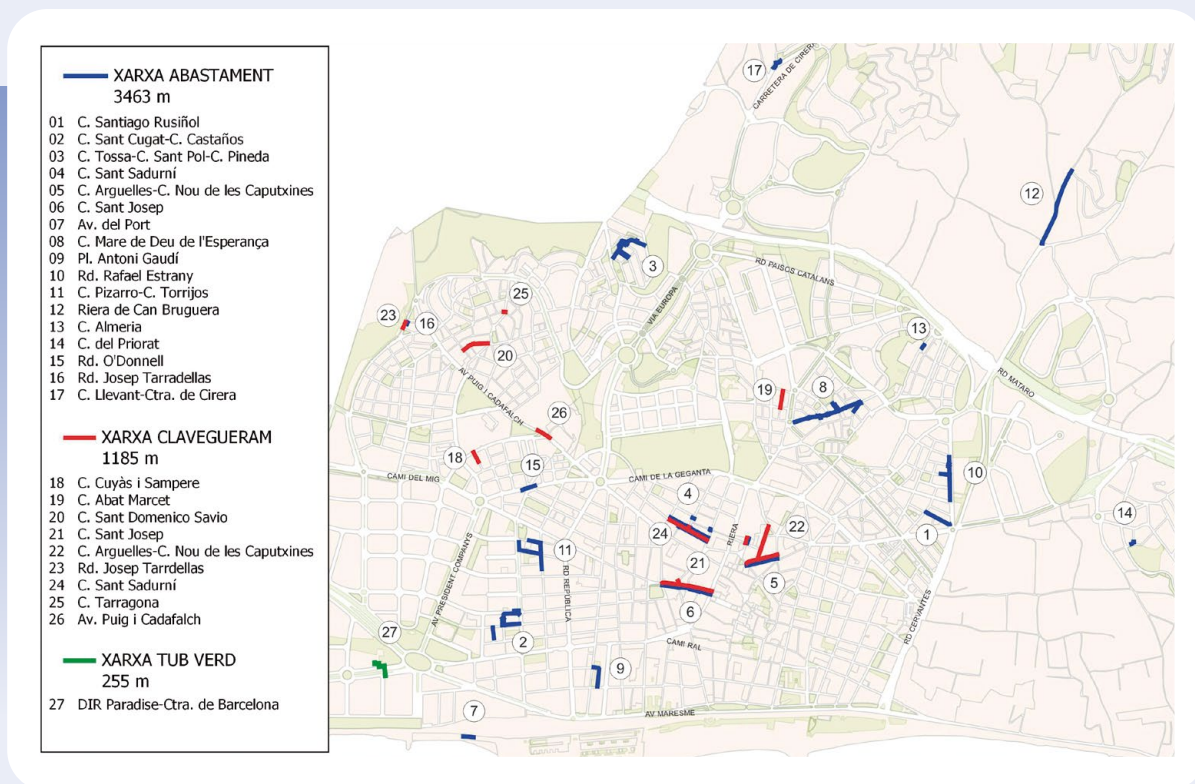 XARXA ABASTAMENT
3463 m
01 C. Santiago Rusiñol
02 C. Sant Cugat-C. Castaños
03 C. Tossa-C. Sant Pol-C. Pineda
04 C. Sant Sadurní
05 C. Arguelles-C. Nou de les Caputxines
06 C. Sant Josep
07 Av. del Port
08 C. Mare de Deu de l'Esperança
09 Pl. Antoni Gaudí
10 Rd. Rafael Estrany
11 C. Pizarro-C. Torrijos
12 Riera de Can Bruguera
13 C. Almeria
14 C. del Priorat
15 Rd. O'Donnell
16 Rd. Josep Tarradellas
17 C. Llevant-Ctra. de Cirera
XARXA CLAVEGUERAM
1185 m
18 C. Cuyàs i Sampere
19 C. Abat Marcet
20 C. Sant Domenico Savio
21 C. Sant Josep
22 C. Arguelles-C. Nou de les Caputxines
23 Rd. Josep Tarrdellas
24 C. Sant Sadurní
25 C. Tarragona
26 Av. Puig i Cadafalch
XARXA TUB VERD
255 m
27 DIR Paradise-Ctra. de Barcelona
17
CARRETERA DE CIRERA
12
3
RD PAISOS CATALANS
25
VIA EUROPA
23
16
13
20
RD MATARO
AV PUIG I CADAFALCH
19
8
26
18
15
10
CAMI DEL MIG
CAMI DE LA GEGANTA
4
22
14
24
RIERA
1
11
21
5
AV PRESIDENT COMPANYS
RD REPÚBLICA
6
RD CERVANTES
27
2
CAMI RAL
9
7
AV MARESME